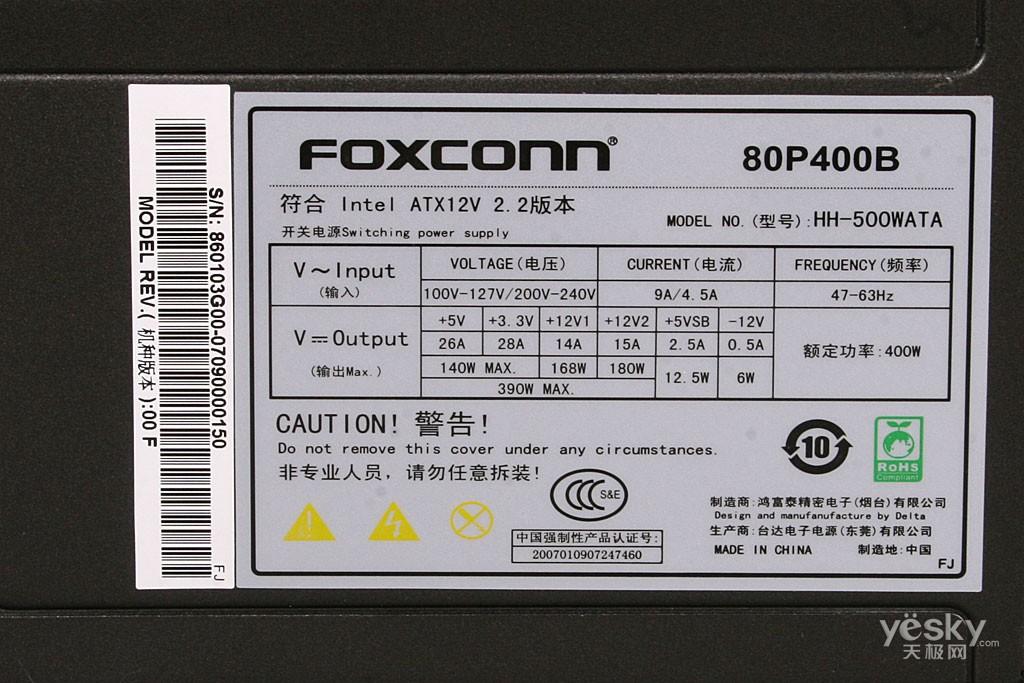 S/N: 860103G00-07090000150
MODEL REV.( 机种版本 ):00 F
FJ
FOXCONN®
80P400B
符合 Intel ATX12V 2.2版本
开关电源Switching power supply
MODEL NO.(型号):HH-500WATA
V~Input
(输入)
VOLTAGE(电压) CURRENT(电流) FREQUENCY(频率)
100V-127V/200V-240V 9A/4.5A 47-63Hz
V⎓Output
(输出Max.)
+5V +3.3V +12V1 +12V2 +5VSB -12V
26A 28A 14A 15A 2.5A 0.5A
额定功率:400W
140W MAX. 168W 180W 12.5W 6W
390W MAX.
CAUTION! 警告!
Do not remove this cover under any circumstances.
非专业人员，请勿任意拆装!
CCC S&E
10
RoHS
Compliant
中国强制性产品认证号:
2007010907247460
制造商:鸿富泰精密电子(烟台)有限公司
Design and manufanufacture by Delta
生产商:台达电子电源(东莞)有限公司
MADE IN CHINA 制造地:中国
FJ
yësky.com
天极网